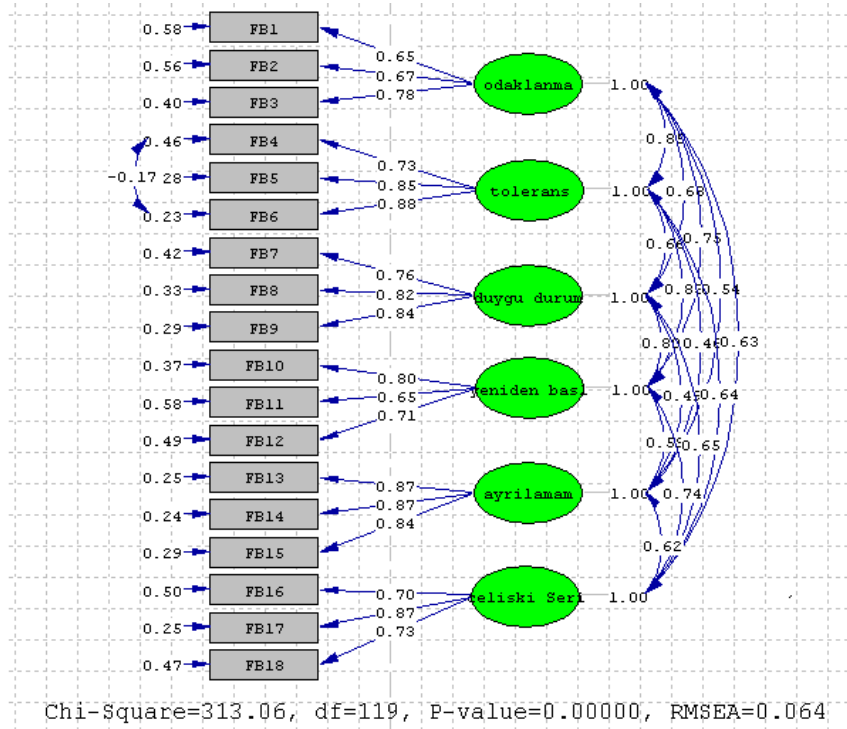 0.58 FB1 0.65
0.56 FB2 0.67 odaklanma 1.00
0.40 FB3 0.78
0.46 FB4 0.73
-0.17 28 FB5 0.85 tolerans 1.00
0.23 FB6 0.88
0.42 FB7 0.76
0.33 FB8 0.82 duygu durum 1.00
0.29 FB9 0.84
0.37 FB10 0.80
0.58 FB11 0.65 yeniden basl 1.00
0.49 FB12 0.71
0.25 FB13 0.87
0.24 FB14 0.87 ayrilamam 1.00
0.29 FB15 0.84
0.50 FB16 0.70
0.25 FB17 0.87 celiski Seri 1.00
0.47 FB18 0.73
0.68
0.75
0.54
0.63
0.64
0.65
0.74
0.62
Chi-Square=313.06, df=119, P-value=0.00000, RMSEA=0.064